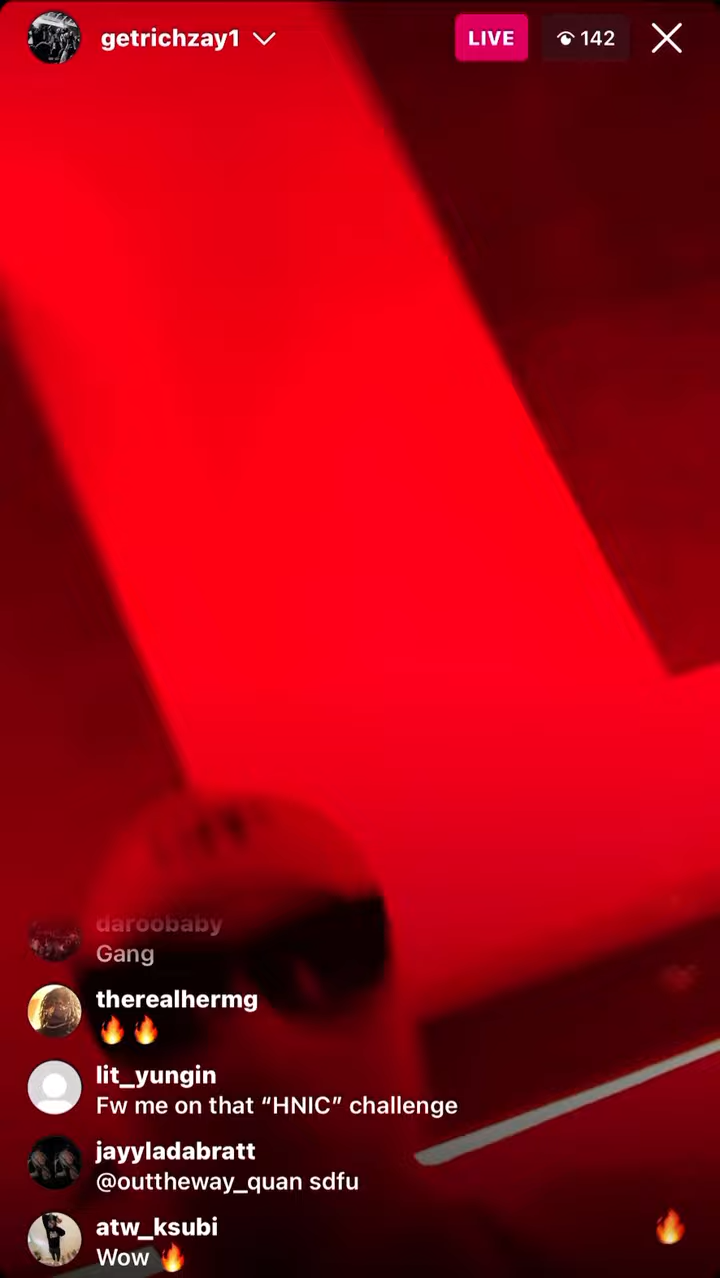 getrichzay1
LIVE
142
daroobaby
Gang
therealhermg
🔥🔥
lit_yungin
Fw me on that “HNIC” challenge
jayyladabratt
@outtheway_quan sdfu
atw_ksubi
Wow 🔥